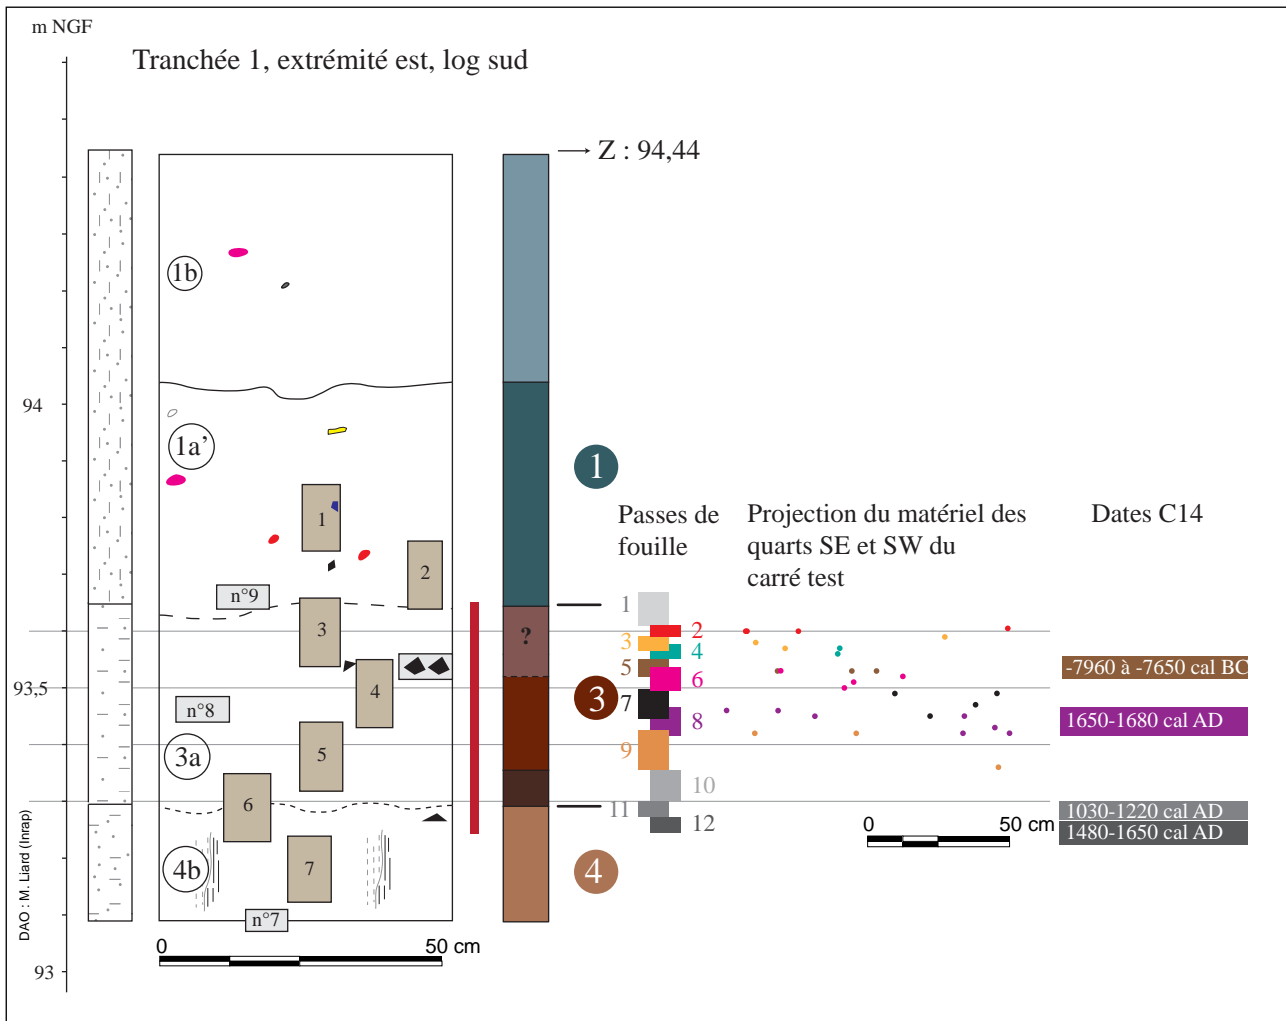 m NGF
Tranchée 1, extrémité est, log sud
Z : 94,44
1b
94
1a’
1
1
Passes de
fouille
Projection du matériel des
quarts SE et SW du
carré test
Dates C14
2
n°9
1
3
?
2
3
4
5
-7960 à -7650 cal BC
6
93,5
4
3
7
n°8
8
1650-1680 cal AD
3a
5
9
6
10
11
1030-1220 cal AD
12
1480-1650 cal AD
0
50 cm
4b
7
4
n°7
0
50 cm
93
DAO : M. Liard (Inrap)